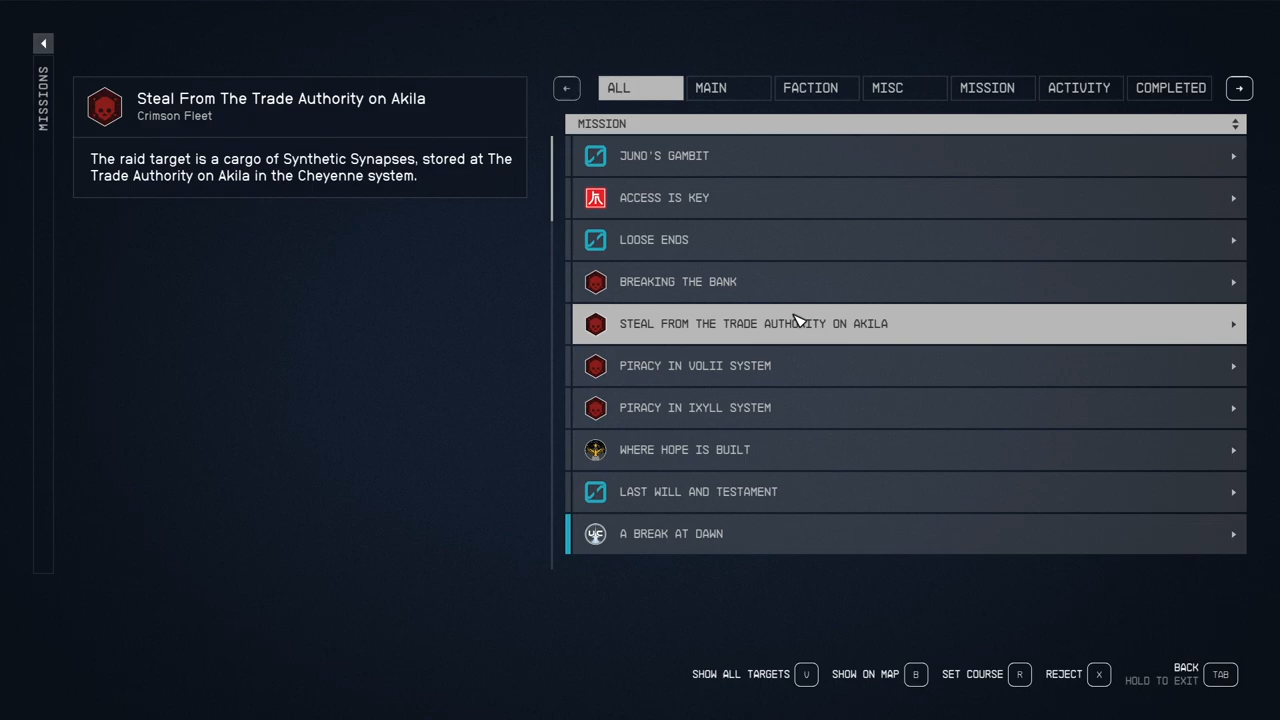 MISSIONS
Steal From The Trade Authority on Akila
Crimson Fleet
The raid target is a cargo of Synthetic Synapses, stored at The
Trade Authority on Akila in the Cheyenne system.
ALL
MAIN
FACTION
MISC
MISSION
ACTIVITY
COMPLETED
MISSION
JUNO'S GAMBIT
ACCESS IS KEY
LOOSE ENDS
BREAKING THE BANK
STEAL FROM THE TRADE AUTHORITY ON AKILA
PIRACY IN VOLII SYSTEM
PIRACY IN IXYLL SYSTEM
WHERE HOPE IS BUILT
LAST WILL AND TESTAMENT
UC
A BREAK AT DAWN
SHOW ALL TARGETS V
SHOW ON MAP B
SET COURSE R
REJECT X
BACK
HOLD TO EXIT
TAB